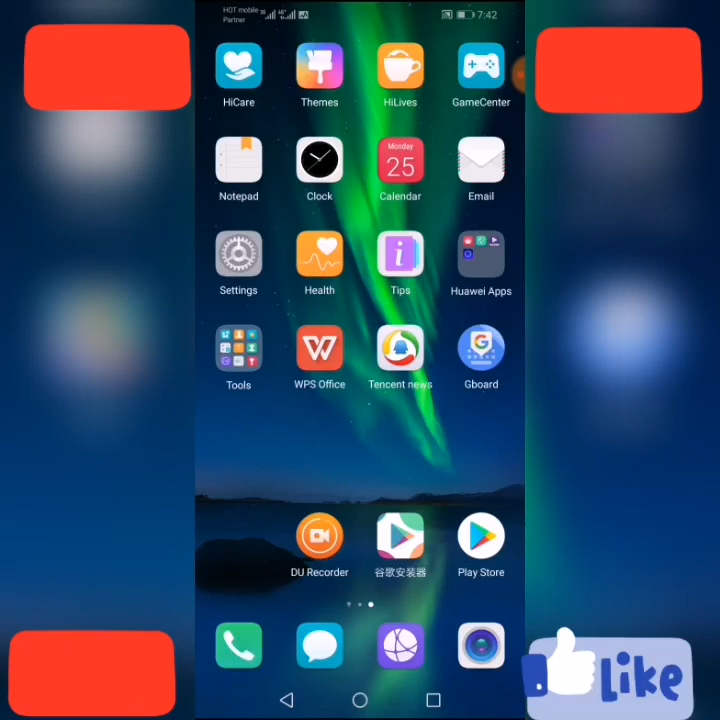 HOT mobile
Partner
7:42
HiCare
Themes
HiLives
GameCenter
Monday
25
Notepad
Clock
Calendar
Email
Settings
Health
Tips
Huawei Apps
Tools
WPS Office
Tencent news
Gboard
DU Recorder
谷歌安装器
Play Store
Like